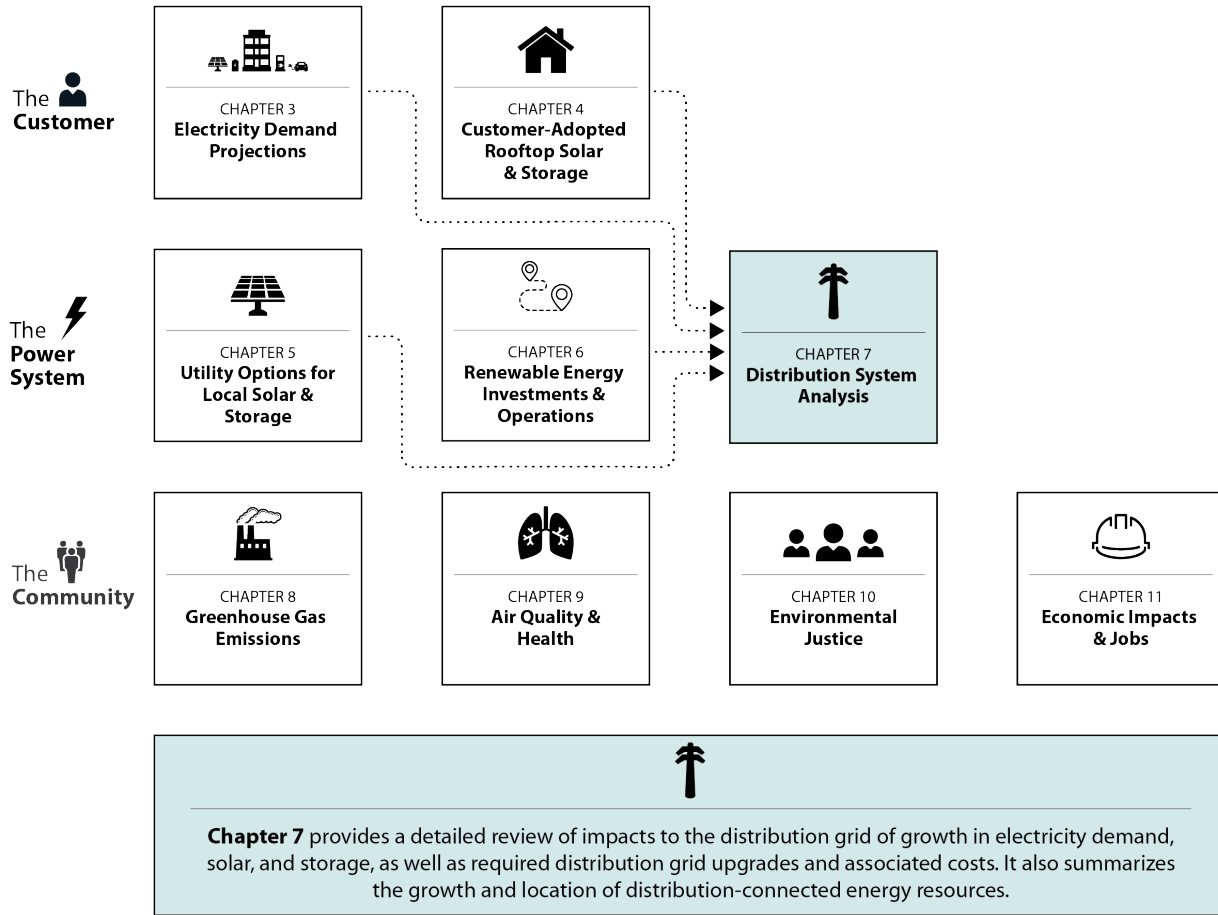 The
Customer
CHAPTER 3
Electricity Demand
Projections
CHAPTER 4
Customer-Adopted
Rooftop Solar
& Storage
The
Power
System
CHAPTER 5
Utility Options for
Local Solar &
Storage
CHAPTER 6
Renewable Energy
Investments &
Operations
CHAPTER 7
Distribution System
Analysis
The
Community
CHAPTER 8
Greenhouse Gas
Emissions
CHAPTER 9
Air Quality &
Health
CHAPTER 10
Environmental
Justice
CHAPTER 11
Economic Impacts
& Jobs
Chapter 7 provides a detailed review of impacts to the distribution grid of growth in electricity demand,
solar, and storage, as well as required distribution grid upgrades and associated costs. It also summarizes
the growth and location of distribution-connected energy resources.